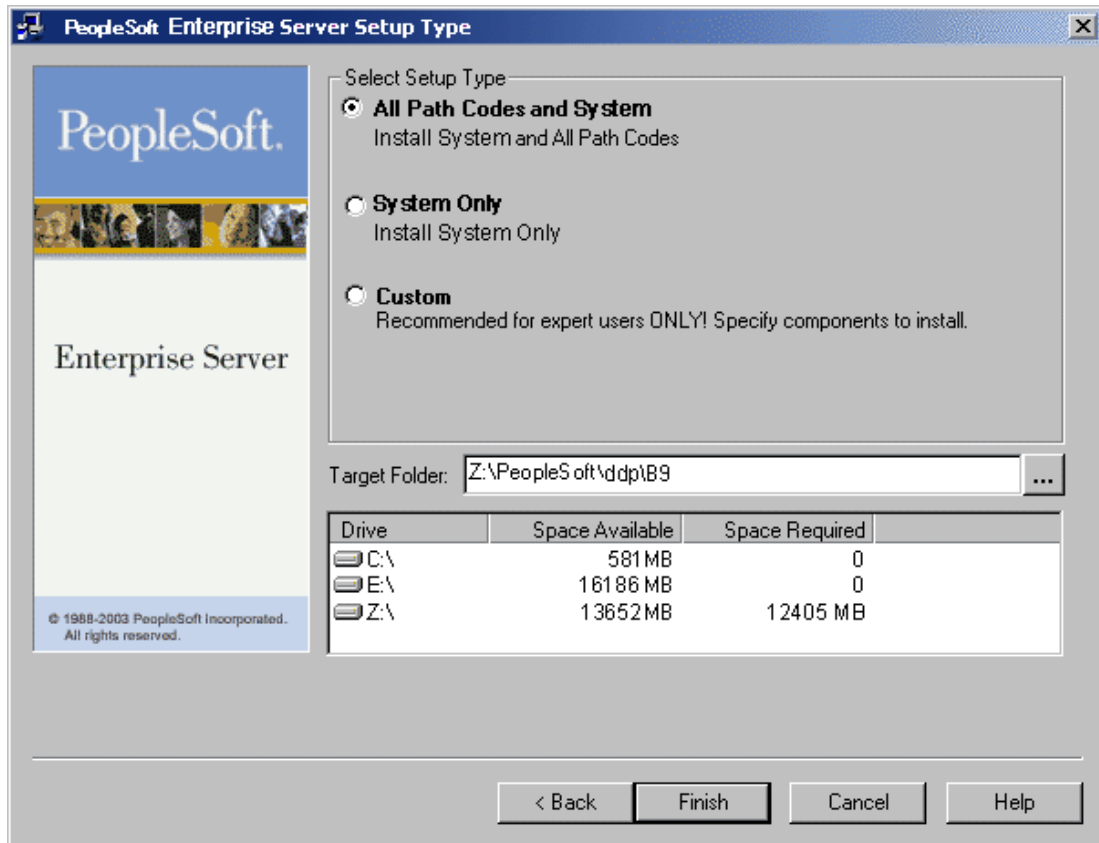 PeopleSoft Enterprise Server Setup Type
PeopleSoft.
Enterprise Server
© 1988-2003 PeopleSoft Incorporated.
All rights reserved.
Select Setup Type
All Path Codes and System
Install System and All Path Codes
System Only
Install System Only
Custom
Recommended for expert users ONLY! Specify components to install.
Target Folder: Z:\PeopleSoft\ddp\B9 ...
Drive Space Available Space Required
C:\ 581 MB 0
E:\ 16186 MB 0
Z:\ 13652 MB 12405 MB
< Back Finish Cancel Help